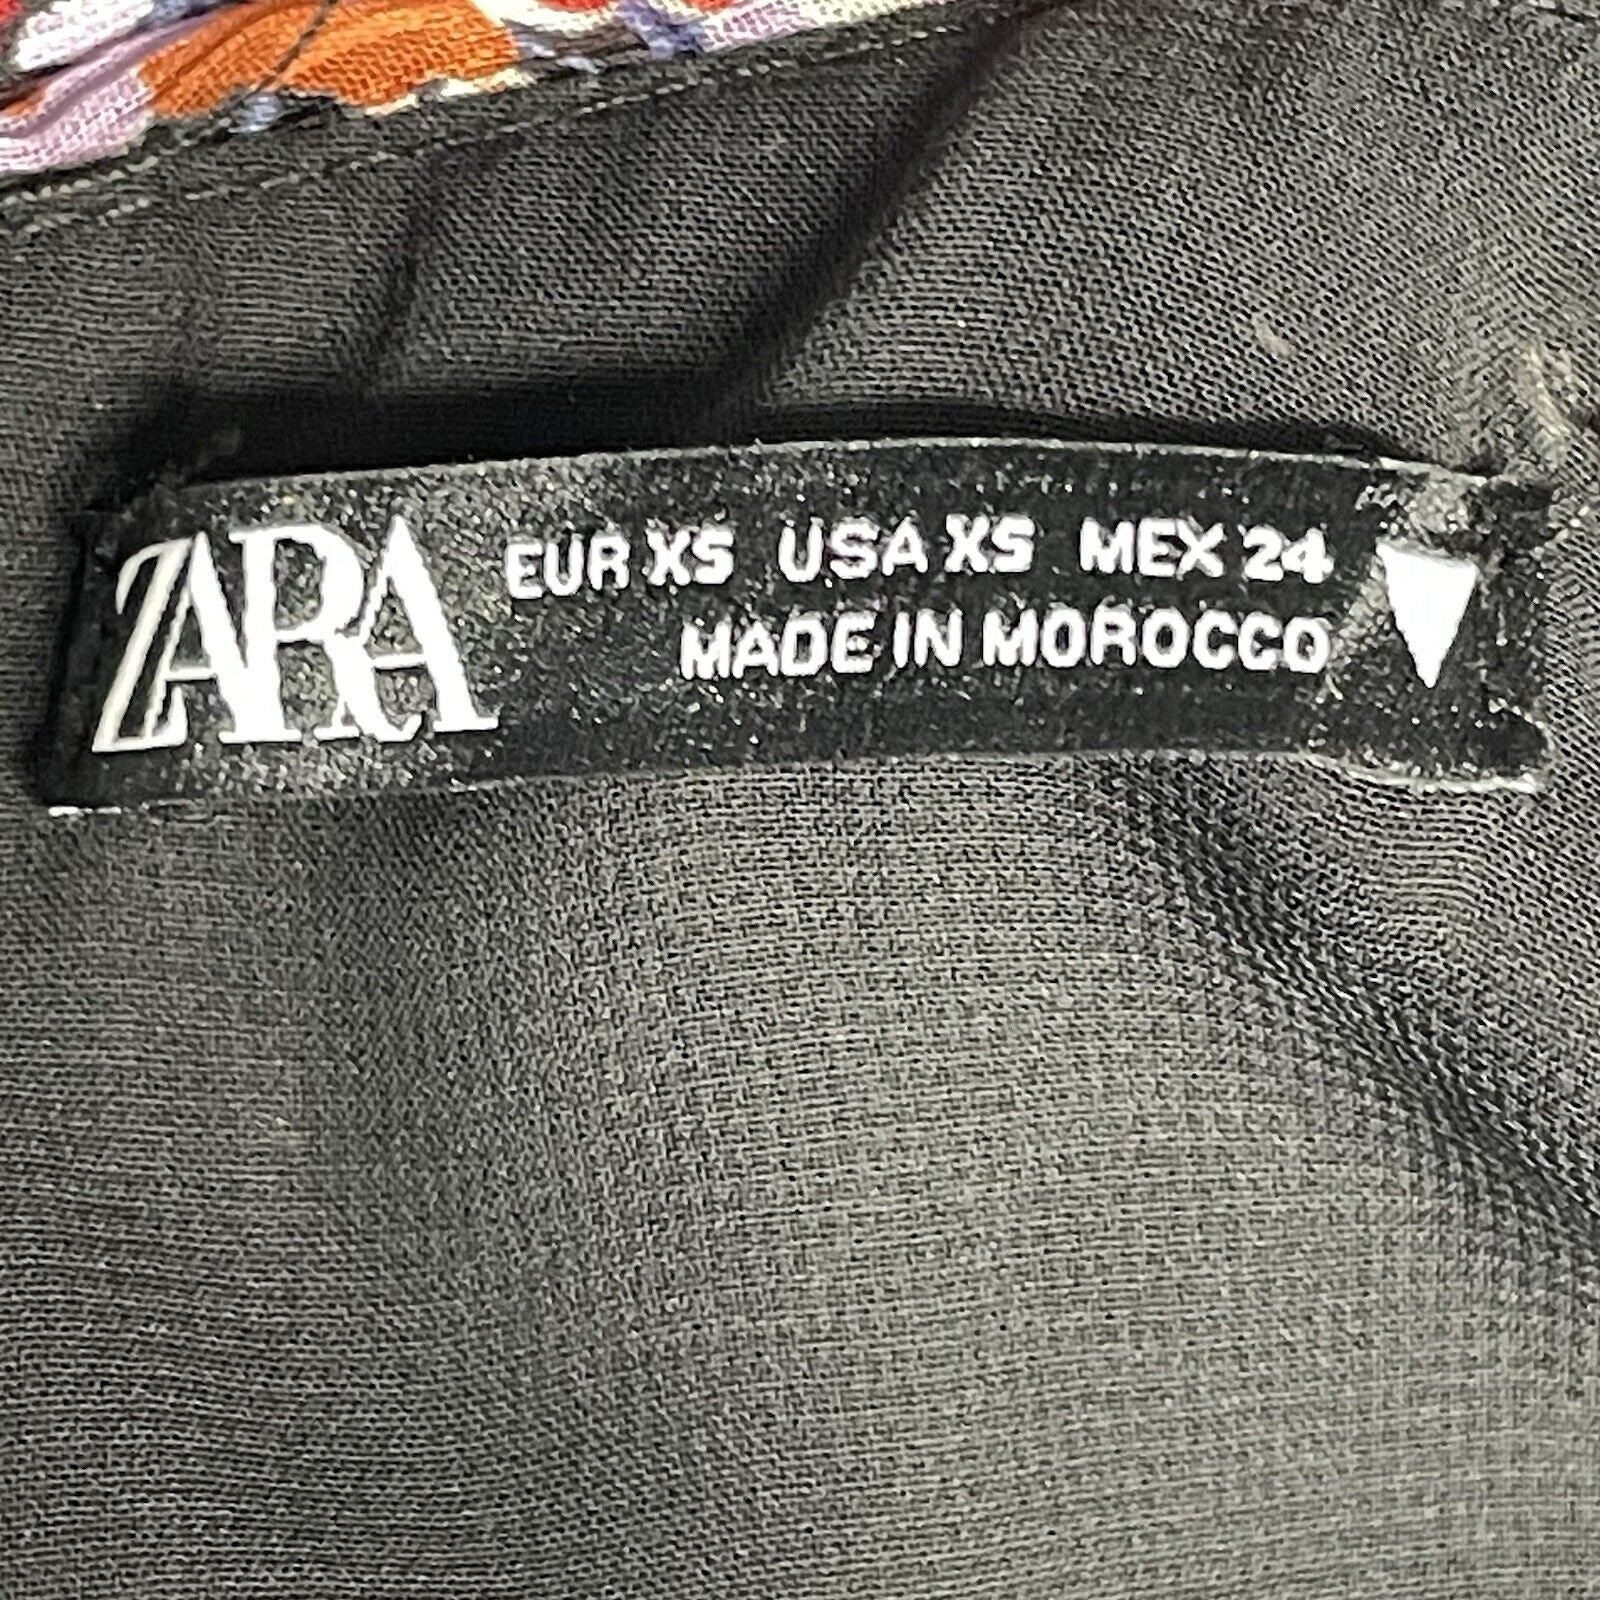 ZARA
EUR XS USA XS MEX 24
MADE IN MOROCCO